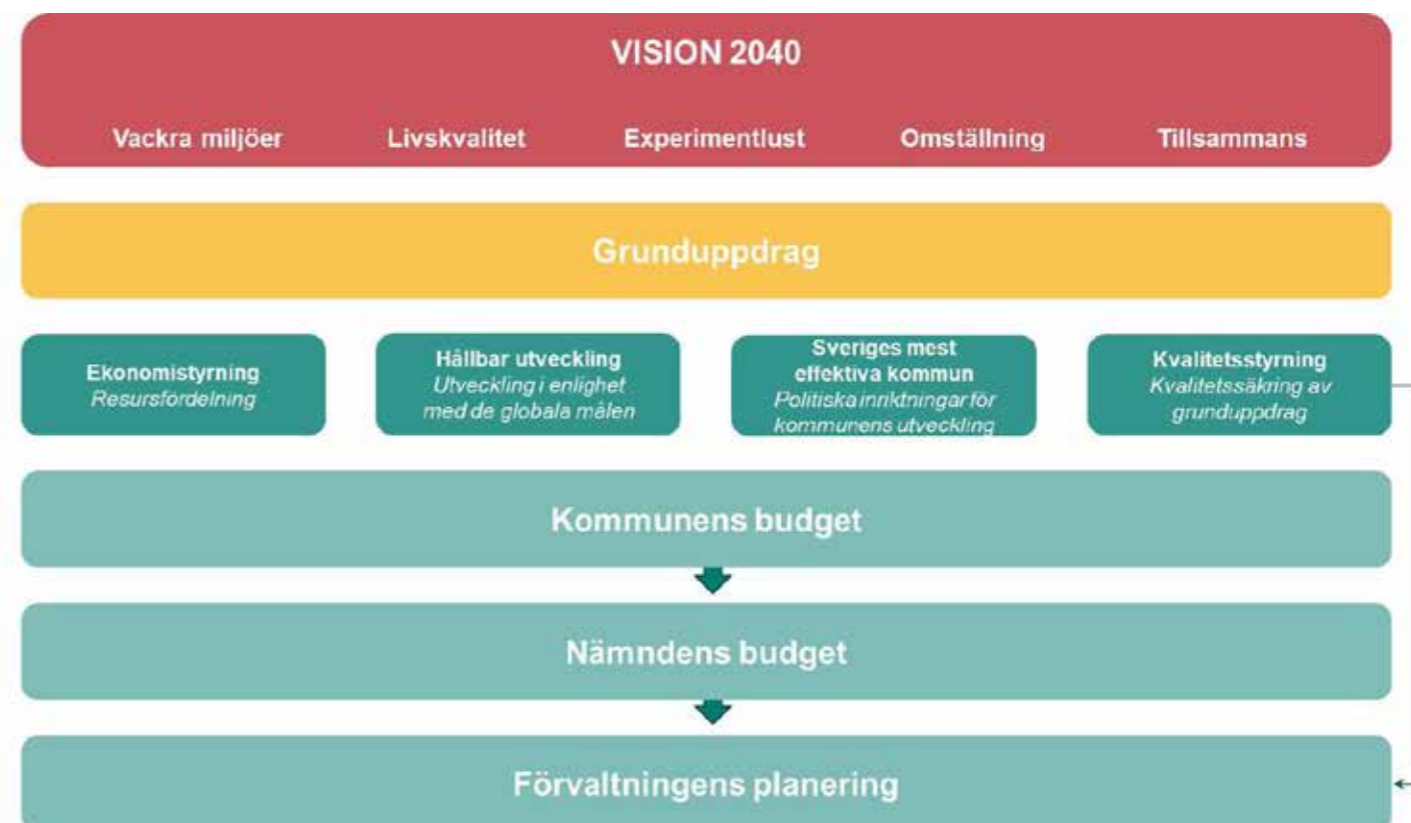 VISION 2040
Vackra miljöer Livskvalitet Experimentlust Omställning Tillsammans
Grunduppdrag
Ekonomistyrning
Resursfördelning
Hållbar utveckling
Utveckling i enlighet
med de globala målen
Sveriges mest
effektiva kommun
Politiska inriktningar för
kommunens utveckling
Kvalitetsstyrning
Kvalitetssäkring av
grunduppdrag
Kommunens budget
Nämndens budget
Förvaltningens planering